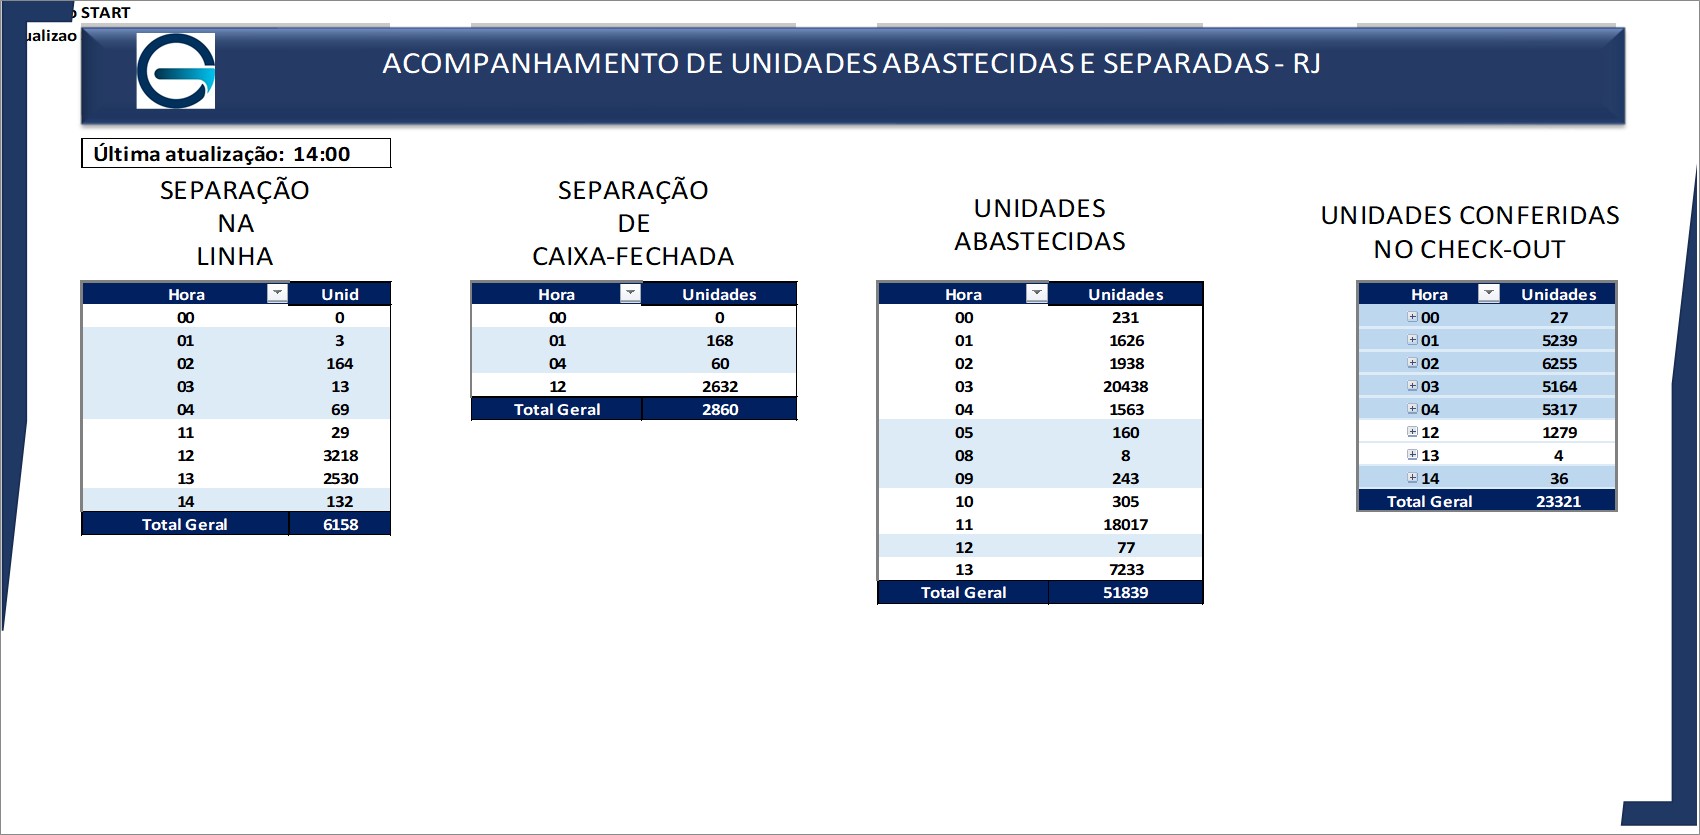 START
ualizao
ACOMPANHAMENTO DE UNIDADES ABASTECIDAS E SEPARADAS - RJ
Última atualização: 14:00
SEPARAÇÃO
NA
LINHA
Hora Unid
00 0
01 3
02 164
03 13
04 69
11 29
12 3218
13 2530
14 132
Total Geral 6158
SEPARAÇÃO
DE
CAIXA-FECHADA
Hora Unidades
00 0
01 168
04 60
12 2632
Total Geral 2860
UNIDADES
ABASTECIDAS
Hora Unidades
00 231
01 1626
02 1938
03 20438
04 1563
05 160
08 8
09 243
10 305
11 18017
12 77
13 7233
Total Geral 51839
UNIDADES CONFERIDAS
NO CHECK-OUT
Hora Unidades
00 27
01 5239
02 6255
03 5164
04 5317
12 1279
13 4
14 36
Total Geral 23321